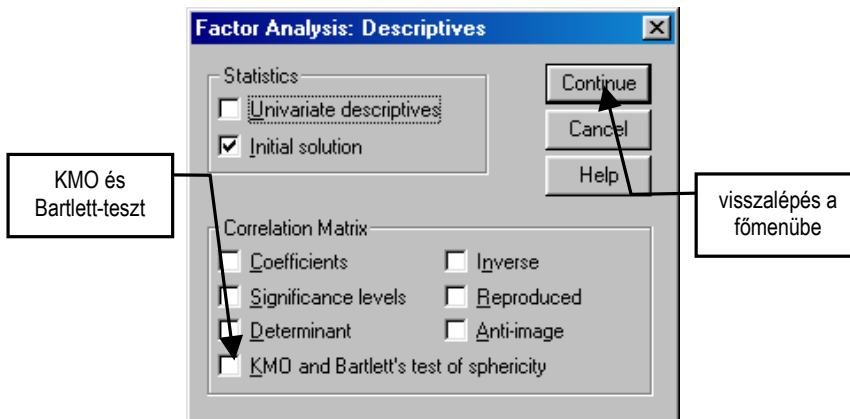 Factor Analysis: Descriptives
Statistics
Univariate descriptives
Initial solution
Continue
Cancel
Help
KMO és
Bartlett-teszt
visszalépés a
főmenübe
Correlation Matrix
Coefficients
Inverse
Significance levels
Reproduced
Determinant
Anti-image
KMO and Bartlett's test of sphericity